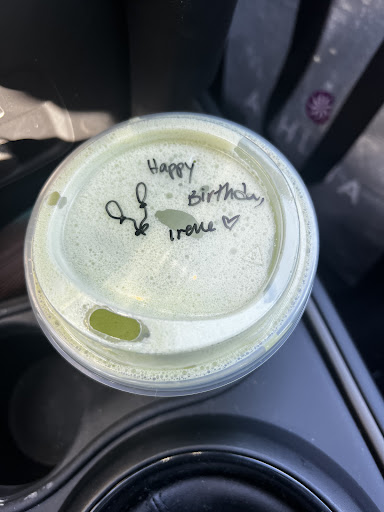 Happy
Birthday,
Irene ♡